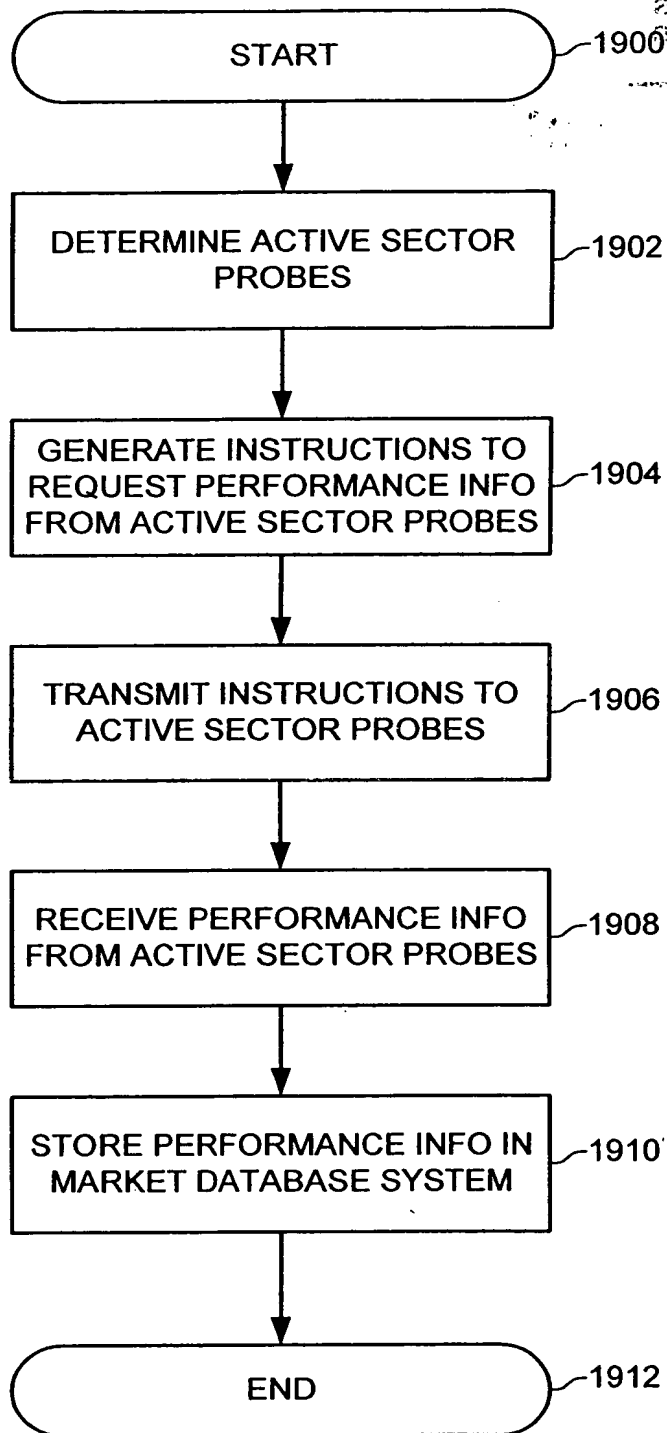 START
1900
DETERMINE ACTIVE SECTOR
PROBES
1902
GENERATE INSTRUCTIONS TO
REQUEST PERFORMANCE INFO
FROM ACTIVE SECTOR PROBES
1904
TRANSMIT INSTRUCTIONS TO
ACTIVE SECTOR PROBES
1906
RECEIVE PERFORMANCE INFO
FROM ACTIVE SECTOR PROBES
1908
STORE PERFORMANCE INFO IN
MARKET DATABASE SYSTEM
1910
END
1912